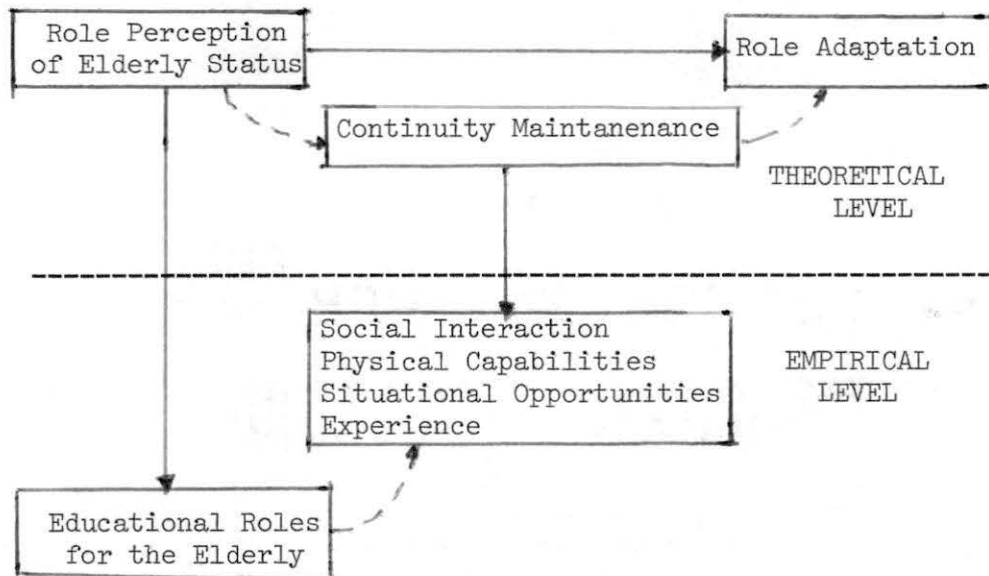 Role Perception
of Elderly Status
Role Adaptation
Continuity Maintanenance
THEORETICAL
LEVEL
Social Interaction
Physical Capabilities
Situational Opportunities
Experience
EMPIRICAL
LEVEL
Educational Roles
for the Elderly